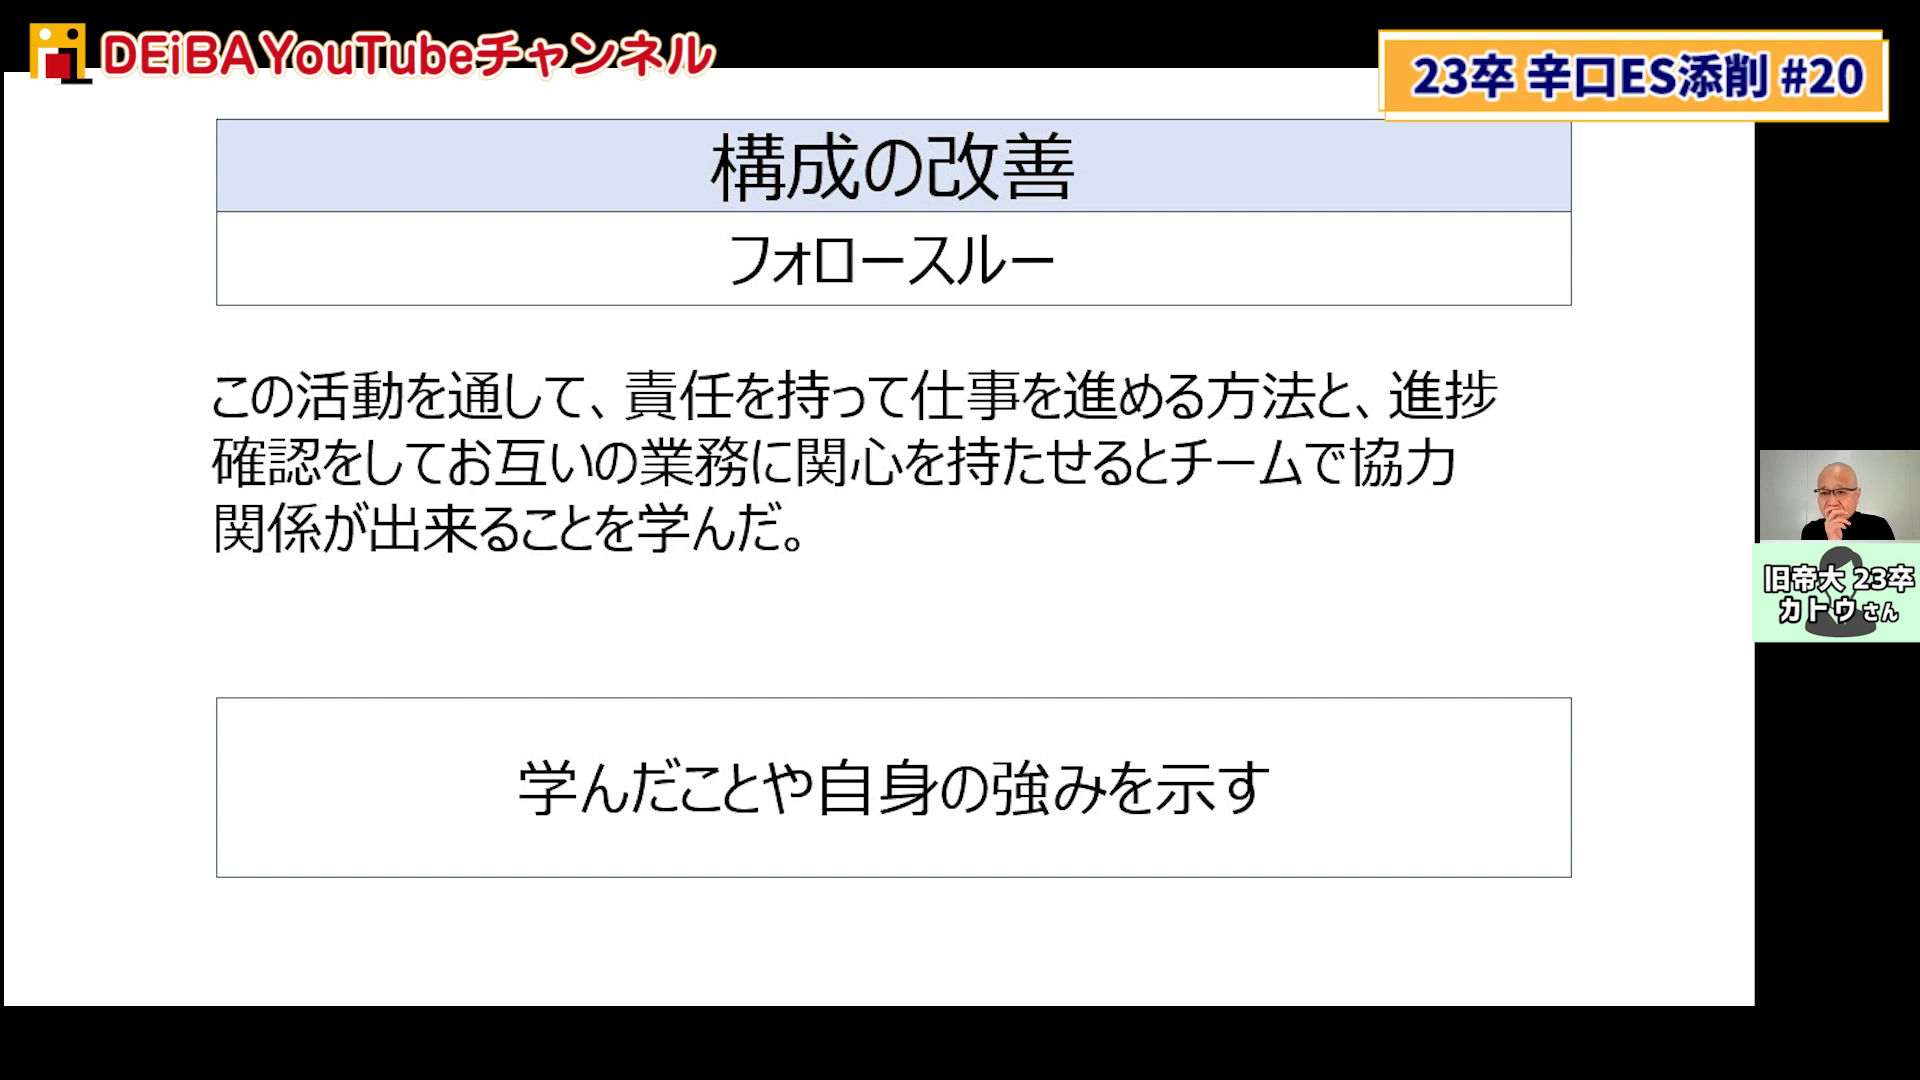 DEiBA YouTubeチャンネル
23卒 辛口ES添削 #20
構成の改善
フォロースルー
この活動を通して、責任を持って仕事を進める方法と、進捗
確認をしてお互いの業務に関心を持たせるとチームで協力
関係が出来ることを学んだ。
旧帝大 23卒
カトウさん
学んだことや自身の強みを示す